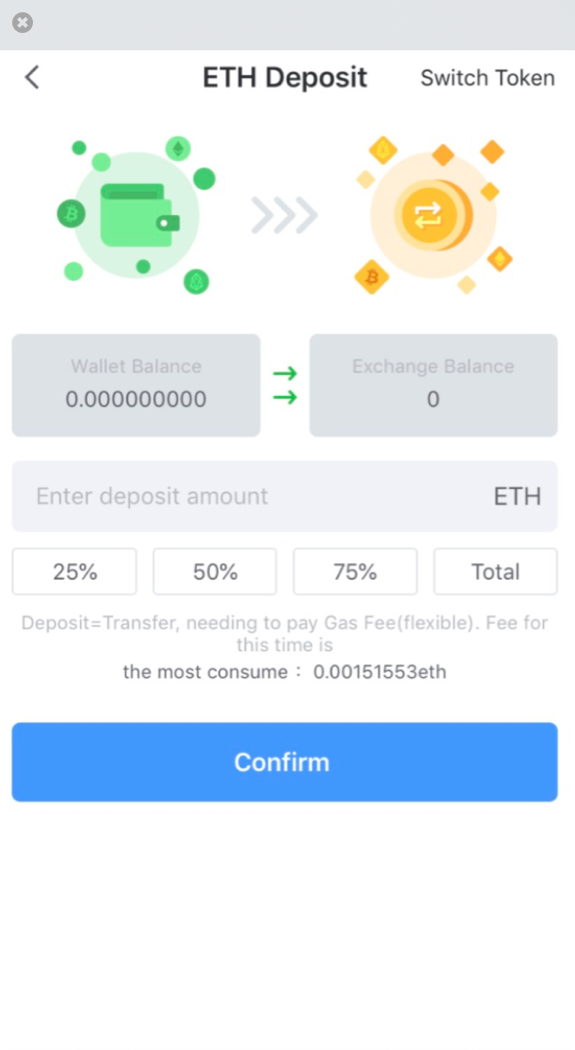 ETH Deposit
Switch Token
Wallet Balance
0.000000000
Exchange Balance
0
Enter deposit amount
ETH
25%
50%
75%
Total
Deposit=Transfer, needing to pay Gas Fee(flexible). Fee for
this time is
the most consume： 0.00151553eth
Confirm